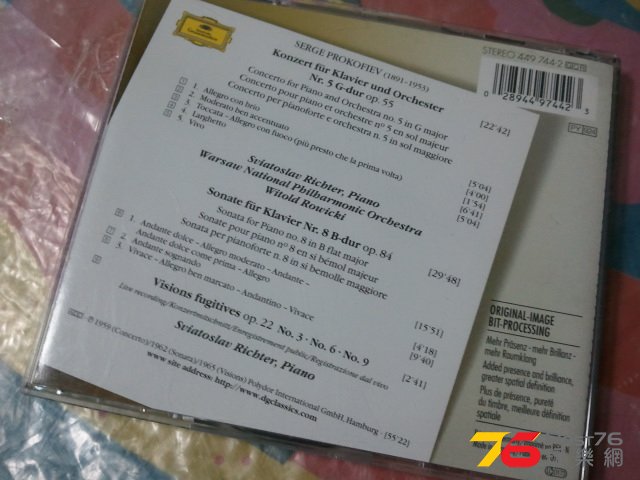 SERGE PROKOFIEV (1891–1953)
Konzert für Klavier und Orchester
Nr. 5 G-dur op. 55
Concerto for Piano and Orchestra no. 5 in G major
Concerto pour piano et orchestre n° 5 en sol majeur
Concerto per pianoforte e orchestra n. 5 in sol maggiore
[22'42]
1. Allegro con brio
[5'04]
2. Moderato ben accentuato
[4'00]
3. Toccata · Allegro con fuoco (più presto che la prima volta)
[1'54]
4. Larghetto
[6'41]
5. Vivo
[5'04]
Sviatoslav Richter, Piano
Warsaw National Philharmonic Orchestra
Witold Rowicki
Sonate für Klavier Nr. 8 B-dur op. 84
Sonata for Piano no. 8 in B flat major
Sonate pour piano n° 8 en si bémol majeur
Sonata per pianoforte n. 8 in si bemolle maggiore
[29'48]
1. Andante dolce – Allegro moderato – Andante –
Andante dolce come prima – Allegro
[15'51]
2. Andante sognando
[4'18]
3. Vivace – Allegro ben marcato – Andantino – Vivace
[9'40]
Visions fugitives op. 22 No. 3 · No. 6 · No. 9
[2'41]
Live recording/Konzertmitschnitt/Enregistrement public/Registrazione dal vivo
Sviatoslav Richter, Piano
℗ 1959 (Concerto)/1962 (Sonata)/1965 (Visions) Polydor International GmbH, Hamburg · [55'22]
www site address: http://www.dgclassics.com
STEREO 449 744-2
0 28944 97442 3
ORIGINAL-IMAGE
BIT-PROCESSING
Mehr Präsenz - mehr Brillanz -
mehr Raumklang
Added presence and brilliance,
greater spatial definition
Plus de présence, pureté
du timbre, meilleure définition
spatiale
76
樂網